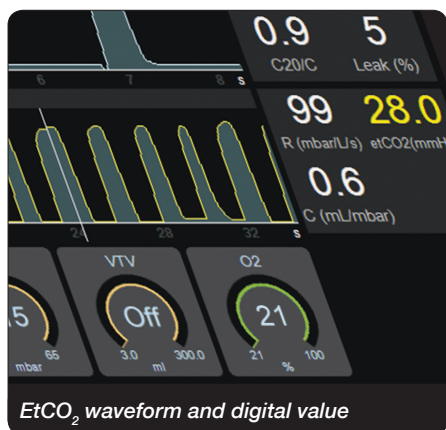 0.9 5
C20/C Leak (%)
6 7 8 s
99 28.0
R (mbar/L/s) etCO2(mmH
0.6
C (mL/mbar)
24 28 32 s
VTV O2
15 Off 21
65 3.0 300.0 21 100
mbar ml %
EtCO2 waveform and digital value